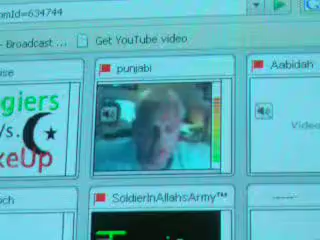 omId=634744
- Broadcast ...
Get YouTube video
use
punjabi
Aabidah
giers
/s.
keUp
Video
och
SoldierInAllahsArmy™